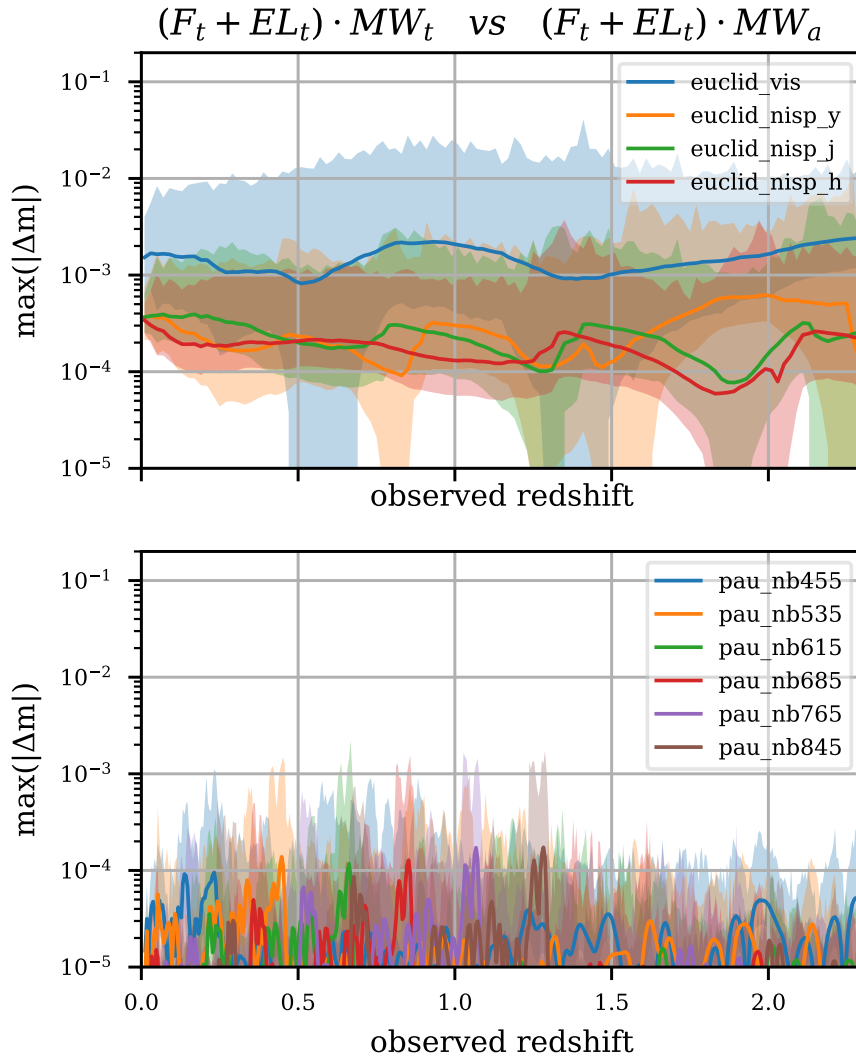 (F_t + EL_t) · MW_t vs (F_t + EL_t) · MW_a
10⁻¹
10⁻²
10⁻³
10⁻⁴
10⁻⁵
max(|Δm|)
euclid_vis
euclid_nisp_y
euclid_nisp_j
euclid_nisp_h
observed redshift
10⁻¹
10⁻²
10⁻³
10⁻⁴
10⁻⁵
max(|Δm|)
pau_nb455
pau_nb535
pau_nb615
pau_nb685
pau_nb765
pau_nb845
0.0 0.5 1.0 1.5 2.0
observed redshift